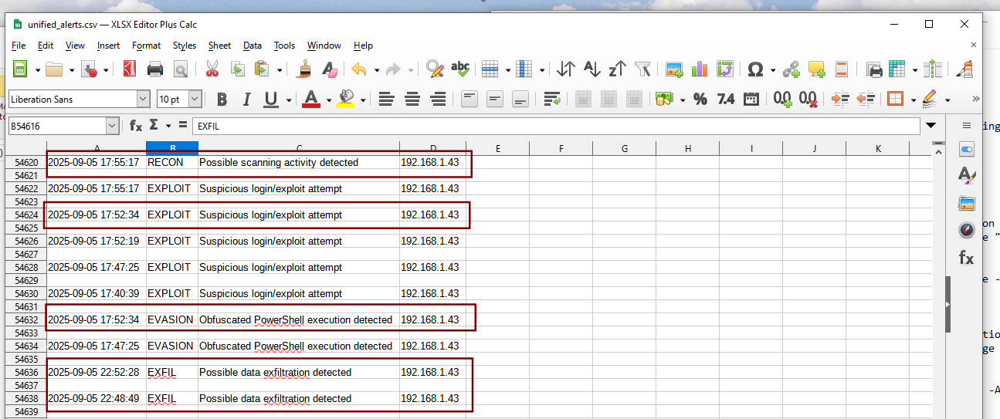 unified_alerts.csv — XLSX Editor Plus Calc
File Edit View Insert Format Styles Sheet Data Tools Window Help
Liberation Sans 10 pt B I U A % 7.4 0.0 0.0
B54616 fx Σ = EXFIL
A B C D E F G H I J K
54620 2025-09-05 17:55:17 RECON Possible scanning activity detected 192.168.1.43
54621
54622 2025-09-05 17:55:17 EXPLOIT Suspicious login/exploit attempt 192.168.1.43
54623
54624 2025-09-05 17:52:34 EXPLOIT Suspicious login/exploit attempt 192.168.1.43
54625
54626 2025-09-05 17:52:19 EXPLOIT Suspicious login/exploit attempt 192.168.1.43
54627
54628 2025-09-05 17:47:25 EXPLOIT Suspicious login/exploit attempt 192.168.1.43
54629
54630 2025-09-05 17:40:39 EXPLOIT Suspicious login/exploit attempt 192.168.1.43
54631
54632 2025-09-05 17:52:34 EVASION Obfuscated PowerShell execution detected 192.168.1.43
54633
54634 2025-09-05 17:47:25 EVASION Obfuscated PowerShell execution detected 192.168.1.43
54635
54636 2025-09-05 22:52:28 EXFIL Possible data exfiltration detected 192.168.1.43
54637
54638 2025-09-05 22:48:49 EXFIL Possible data exfiltration detected 192.168.1.43
54639